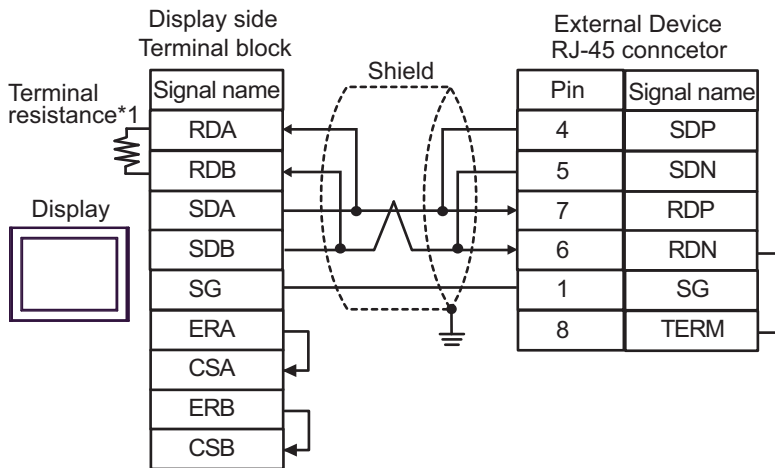 Display side
Terminal block
External Device
RJ-45 conncetor
Shield
Terminal
resistance*1
Display
Signal name
RDA
RDB
SDA
SDB
SG
ERA
CSA
ERB
CSB
Pin Signal name
4 SDP
5 SDN
7 RDP
6 RDN
1 SG
8 TERM